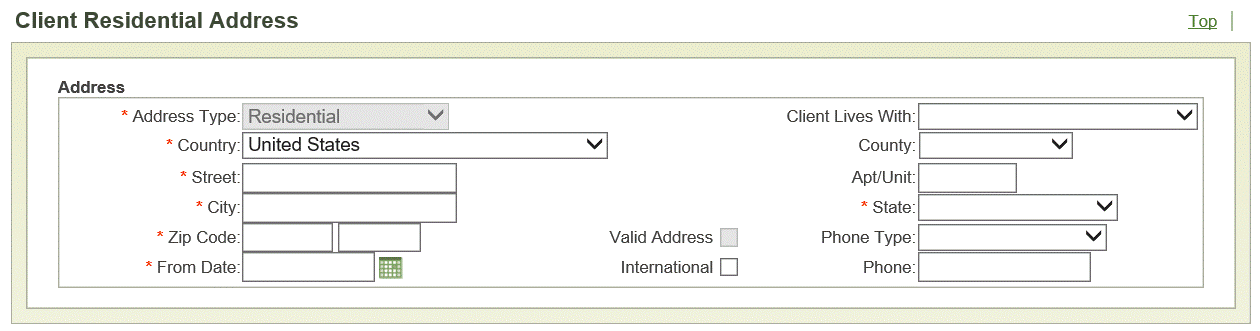 Client Residential Address Top
Address
* Address Type: Residential Client Lives With:
* Country: United States County:
* Street: Apt/Unit:
* City: * State:
* Zip Code: Valid Address Phone Type:
* From Date: International Phone: